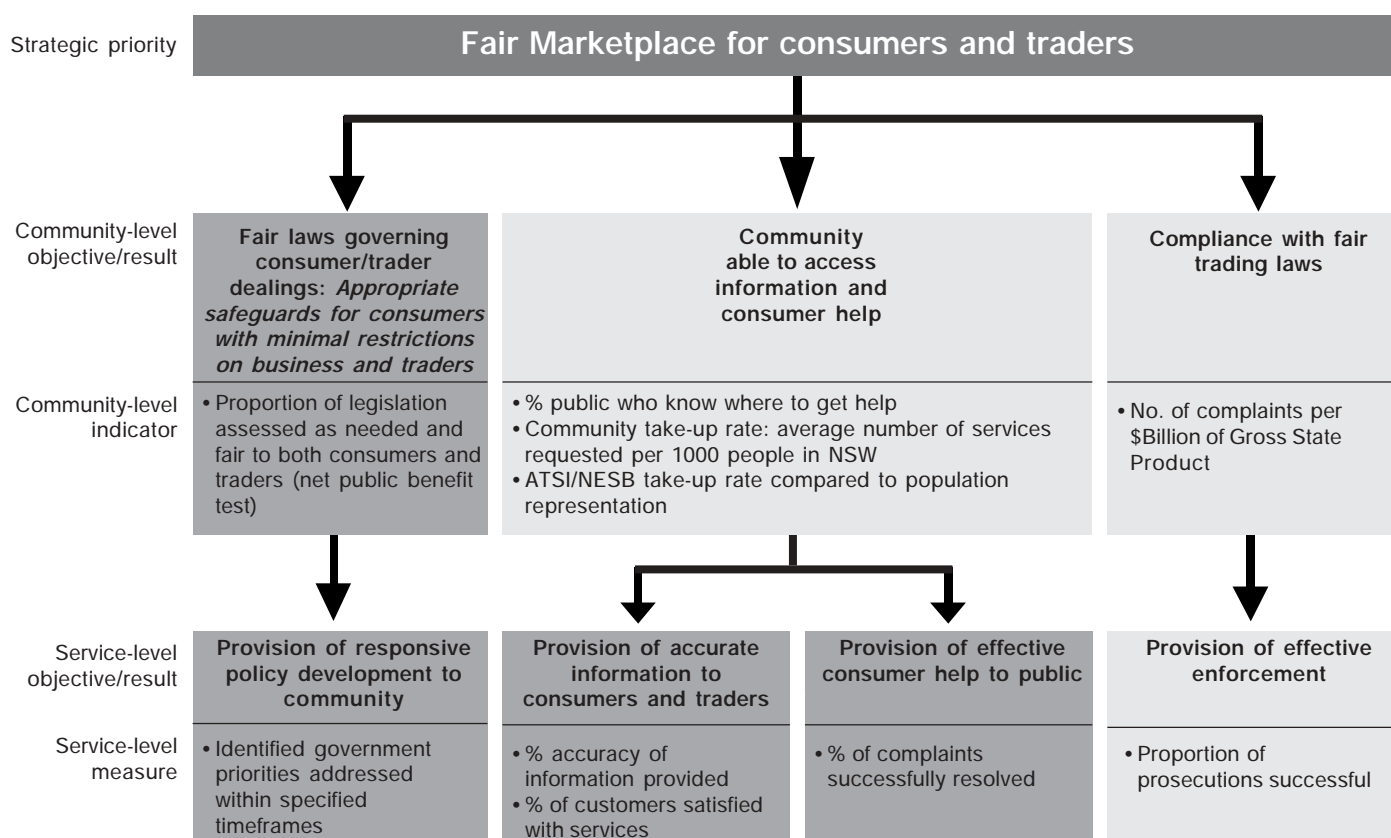 Strategic priority
Fair Marketplace for consumers and traders
Community-level
objective/result
Fair laws governing
consumer/trader
dealings: Appropriate
safeguards for consumers
with minimal restrictions
on business and traders
Community
able to access
information and
consumer help
Compliance with fair
trading laws
Community-level
indicator
• Proportion of legislation
assessed as needed and
fair to both consumers and
traders (net public benefit
test)
• % public who know where to get help
• Community take-up rate: average number of services
requested per 1000 people in NSW
• ATSI/NESB take-up rate compared to population
representation
• No. of complaints per
$Billion of Gross State
Product
Service-level
objective/result
Provision of responsive
policy development to
community
Provision of accurate
information to
consumers and traders
Provision of effective
consumer help to public
Provision of effective
enforcement
Service-level
measure
• Identified government
priorities addressed
within specified
timeframes
• % accuracy of
information provided
• % of customers satisfied
with services
• % of complaints
successfully resolved
• Proportion of
prosecutions successful